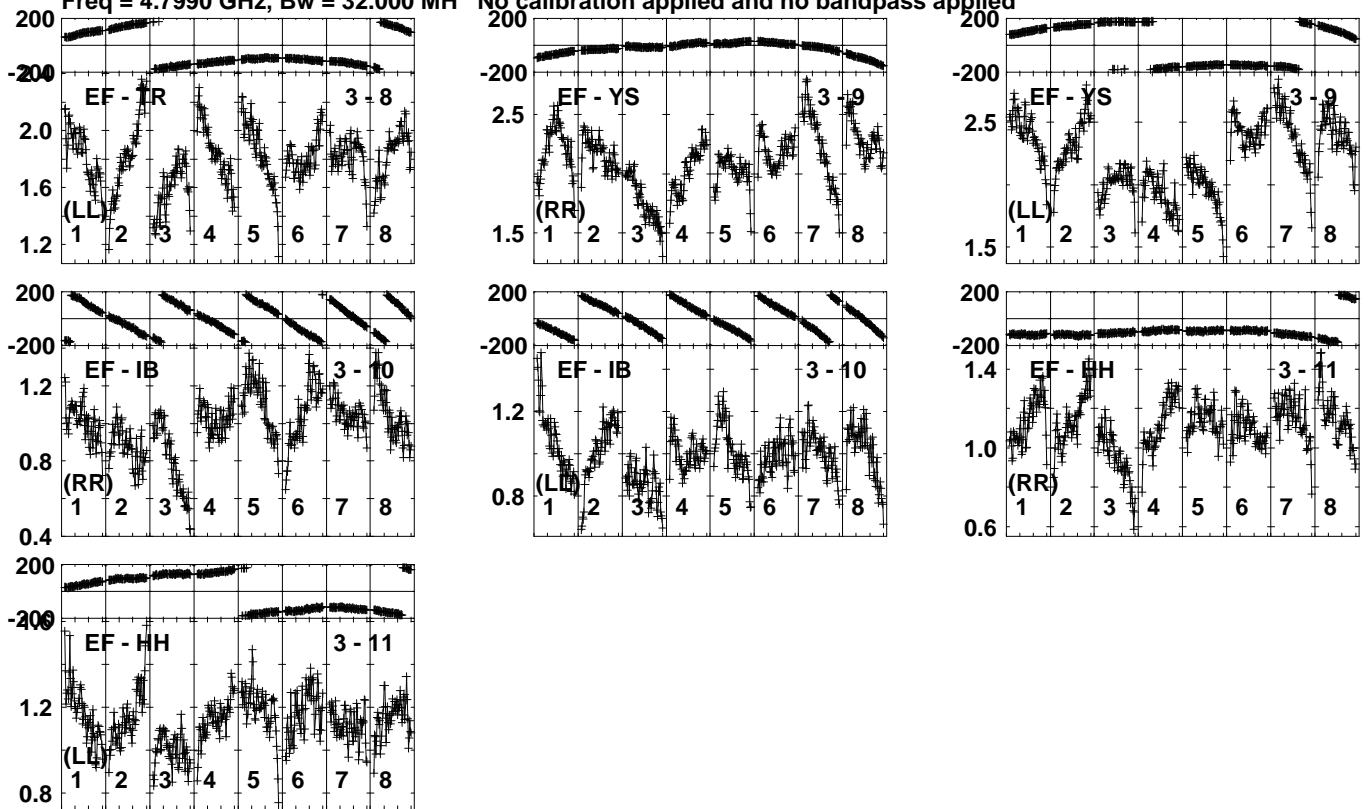 Freq = 4.7990 GHz, Bw = 32.000 MH No calibration applied and no bandpass applied
200
-200
2.4
EF - TR 3 - 8
2.0
1.6
(LL)
1 2 3 4 5 6 7 8
1.2
200
-200
EF - YS 3 - 9
2.5
(RR)
1.5
1 2 3 4 5 6 7 8
200
-200
EF - YS 3 - 9
2.5
(LL)
1 2 3 4 5 6 7 8
1.5
200
-200
EF - IB 3 - 10
1.2
0.8
(RR)
1 2 3 4 5 6 7 8
0.4
200
-200
EF - IB 3 - 10
1.2
0.8
(LL)
1 2 3 4 5 6 7 8
200
-200
1.4
EF - HH 3 - 11
1.0
(RR)
1 2 3 4 5 6 7 8
0.6
200
-200
1.6
EF - HH 3 - 11
1.2
(LL)
1 2 3 4 5 6 7 8
0.8